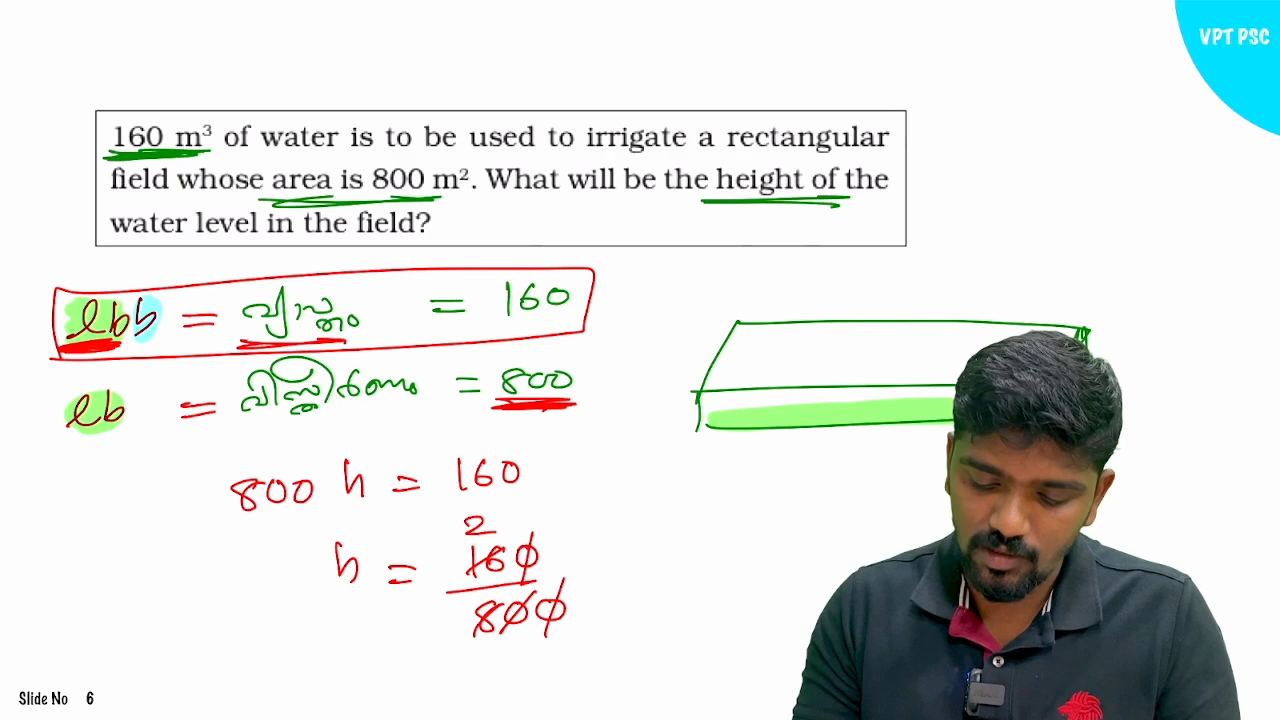 VPT PSC
160 m³ of water is to be used to irrigate a rectangular
field whose area is 800 m². What will be the height of the
water level in the field?
lbh = വ്യാപ്തം = 160
lb = വിസ്തീർണം = 800
800 h = 160
2
h = 160
800
Slide No 6